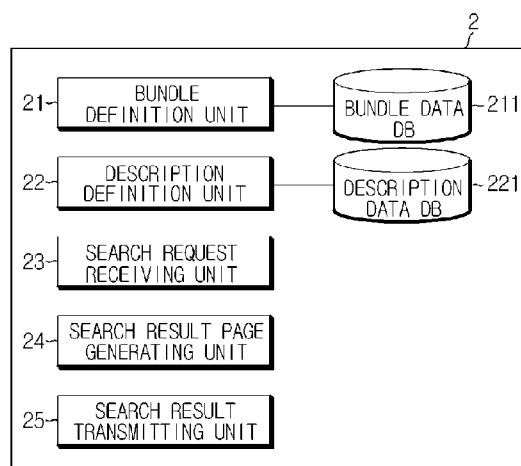 2
21
BUNDLE
DEFINITION UNIT
BUNDLE DATA
DB
211
22
DESCRIPTION
DEFINITION UNIT
DESCRIPTION
DATA DB
221
23
SEARCH REQUEST
RECEIVING UNIT
24
SEARCH RESULT PAGE
GENERATING UNIT
25
SEARCH RESULT
TRANSMITTING UNIT